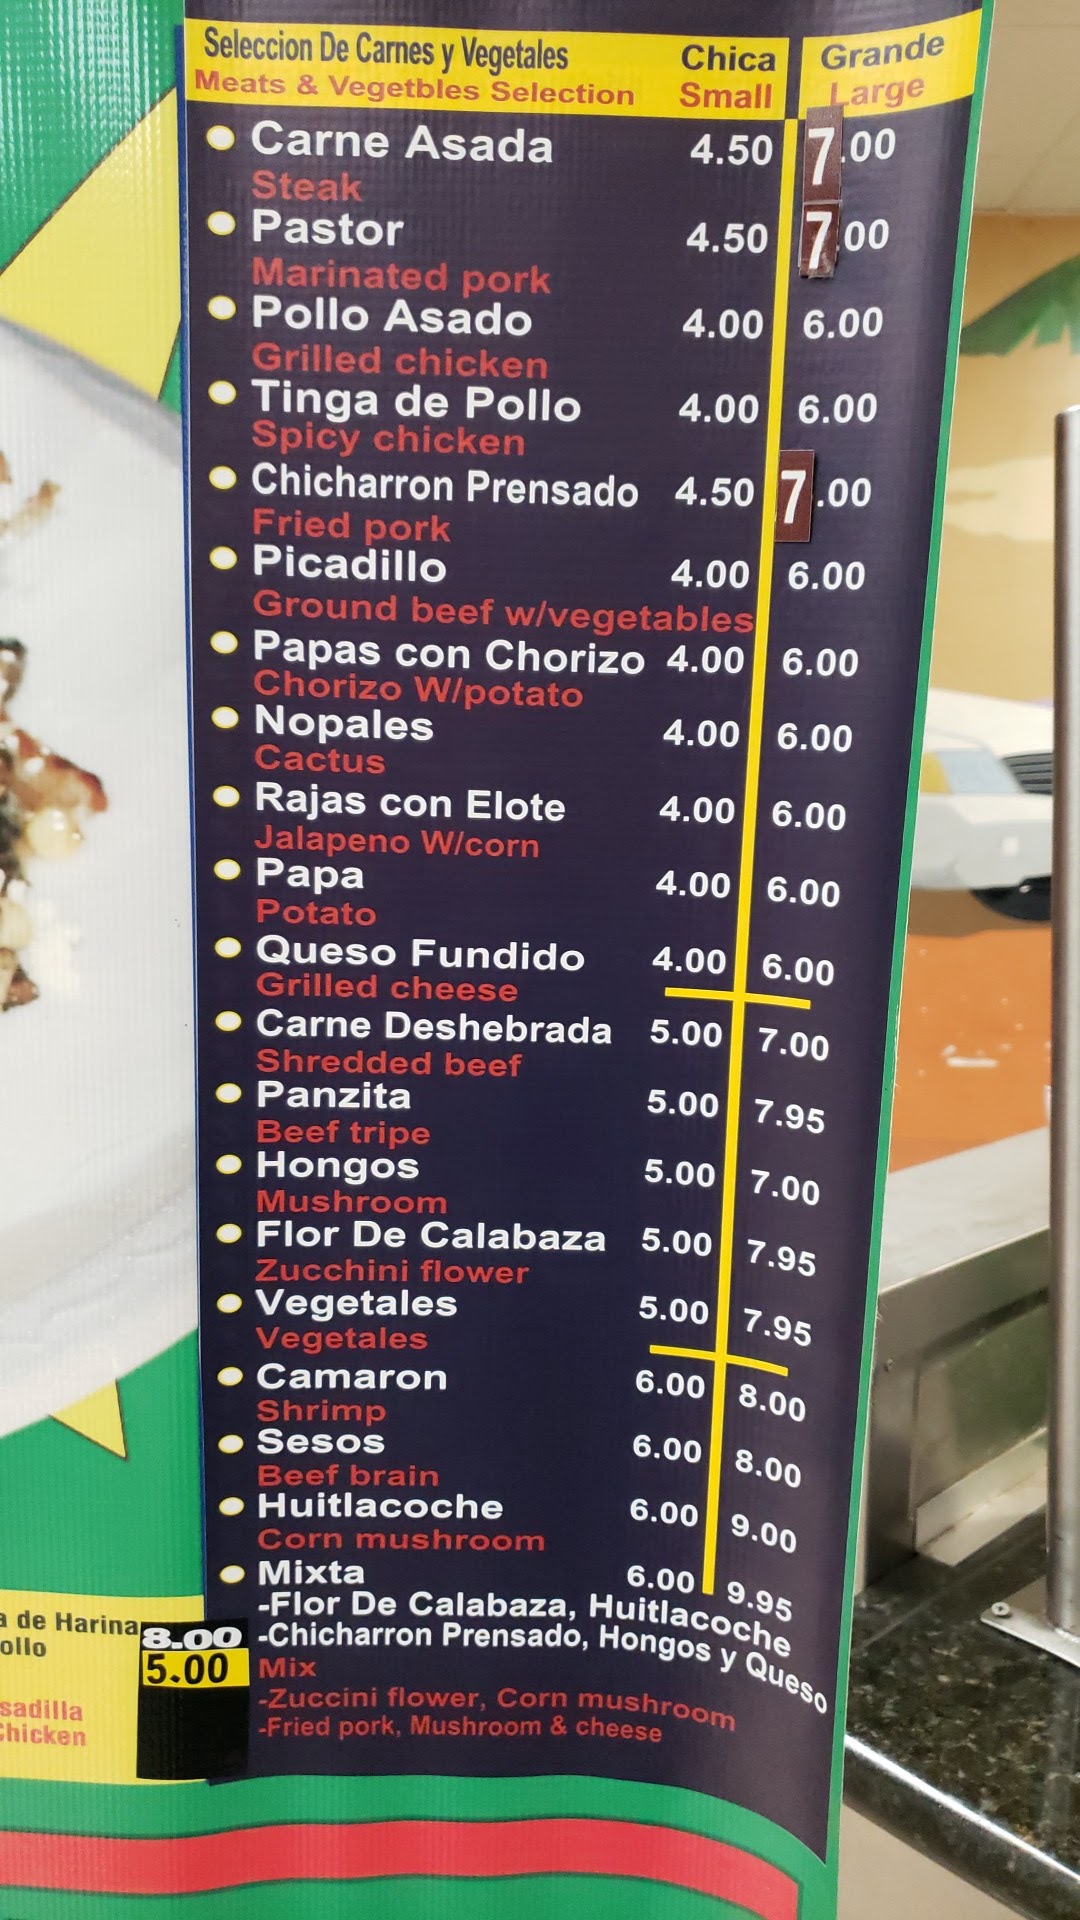 Seleccion De Carnes y Vegetales Chica Grande
Meats & Vegetbles Selection Small Large
Carne Asada 4.50 7.00
Steak
Pastor 4.50 7.00
Marinated pork
Pollo Asado 4.00 6.00
Grilled chicken
Tinga de Pollo 4.00 6.00
Spicy chicken
Chicharron Prensado 4.50 7.00
Fried pork
Picadillo 4.00 6.00
Ground beef w/vegetables
Papas con Chorizo 4.00 6.00
Chorizo W/potato
Nopales 4.00 6.00
Cactus
Rajas con Elote 4.00 6.00
Jalapeno W/corn
Papa 4.00 6.00
Potato
Queso Fundido 4.00 6.00
Grilled cheese
Carne Deshebrada 5.00 7.00
Shredded beef
Panzita 5.00 7.95
Beef tripe
Hongos 5.00 7.00
Mushroom
Flor De Calabaza 5.00 7.95
Zucchini flower
Vegetales 5.00 7.95
Vegetales
Camaron 6.00 8.00
Shrimp
Sesos 6.00 8.00
Beef brain
Huitlacoche 6.00 9.00
Corn mushroom
Mixta 6.00 9.95
-Flor De Calabaza, Huitlacoche
-Chicharron Prensado, Hongos y Queso
Mix
-Zuccini flower, Corn mushroom
-Fried pork, Mushroom & cheese
a de Harina 8.00
ollo 5.00
sadilla
Chicken